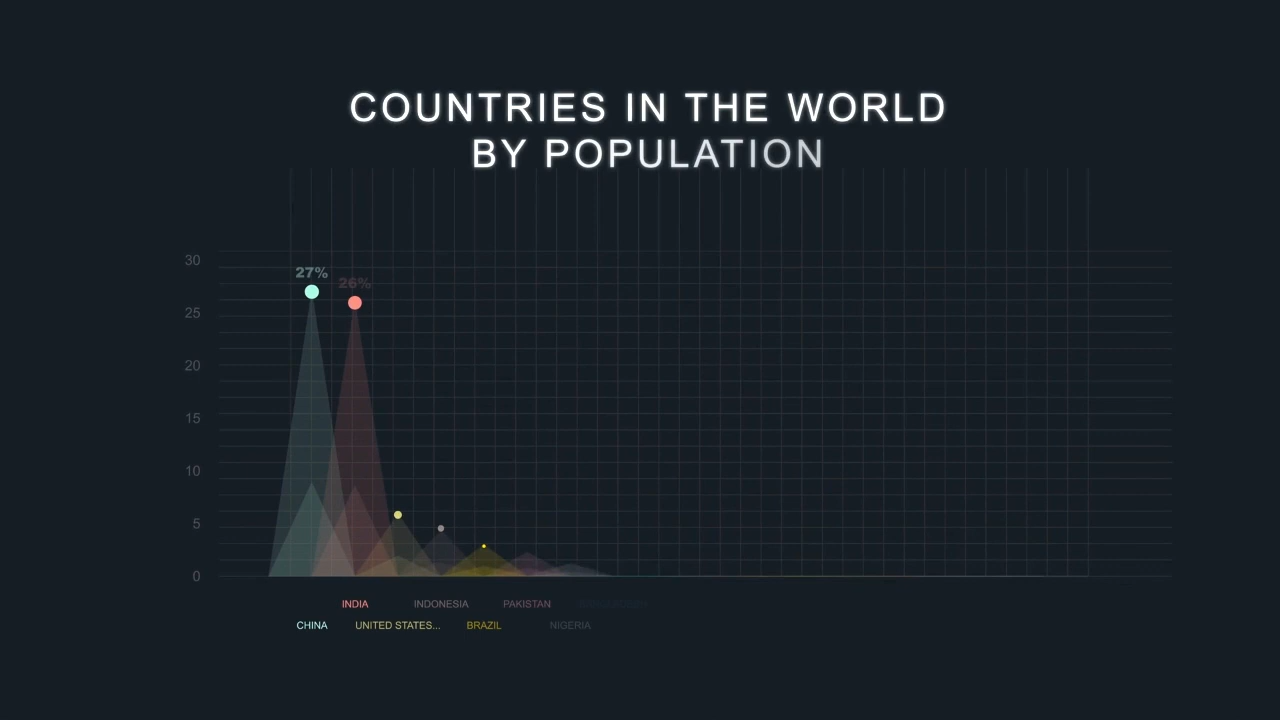 COUNTRIES IN THE WORLD
BY POPULATION
30
27%
26%
25
20
15
10
5
0
INDIA INDONESIA PAKISTAN
CHINA UNITED STATES... BRAZIL NIGERIA